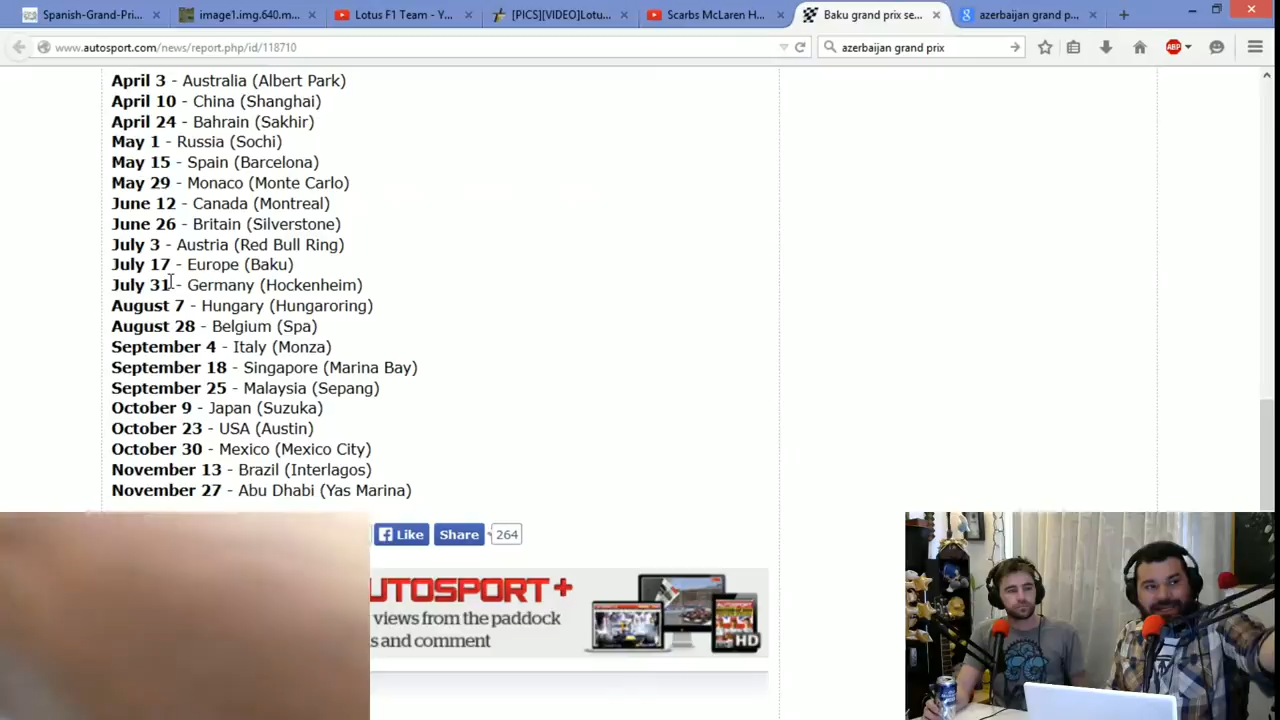 Spanish-Grand-Pri...
image1.img.640.m...
Lotus F1 Team - Y...
[PICS][VIDEO]Lotu...
Scarbs McLaren H...
Baku grand prix se...
azerbaijan grand p...
www.autosport.com/news/report.php/id/118710
azerbaijan grand prix
ABP
April 3 - Australia (Albert Park)
April 10 - China (Shanghai)
April 24 - Bahrain (Sakhir)
May 1 - Russia (Sochi)
May 15 - Spain (Barcelona)
May 29 - Monaco (Monte Carlo)
June 12 - Canada (Montreal)
June 26 - Britain (Silverstone)
July 3 - Austria (Red Bull Ring)
July 17 - Europe (Baku)
July 31 - Germany (Hockenheim)
August 7 - Hungary (Hungaroring)
August 28 - Belgium (Spa)
September 4 - Italy (Monza)
September 18 - Singapore (Marina Bay)
September 25 - Malaysia (Sepang)
October 9 - Japan (Suzuka)
October 23 - USA (Austin)
October 30 - Mexico (Mexico City)
November 13 - Brazil (Interlagos)
November 27 - Abu Dhabi (Yas Marina)
Like Share 264
UTOSPORT+
views from the paddock
s and comment
HD